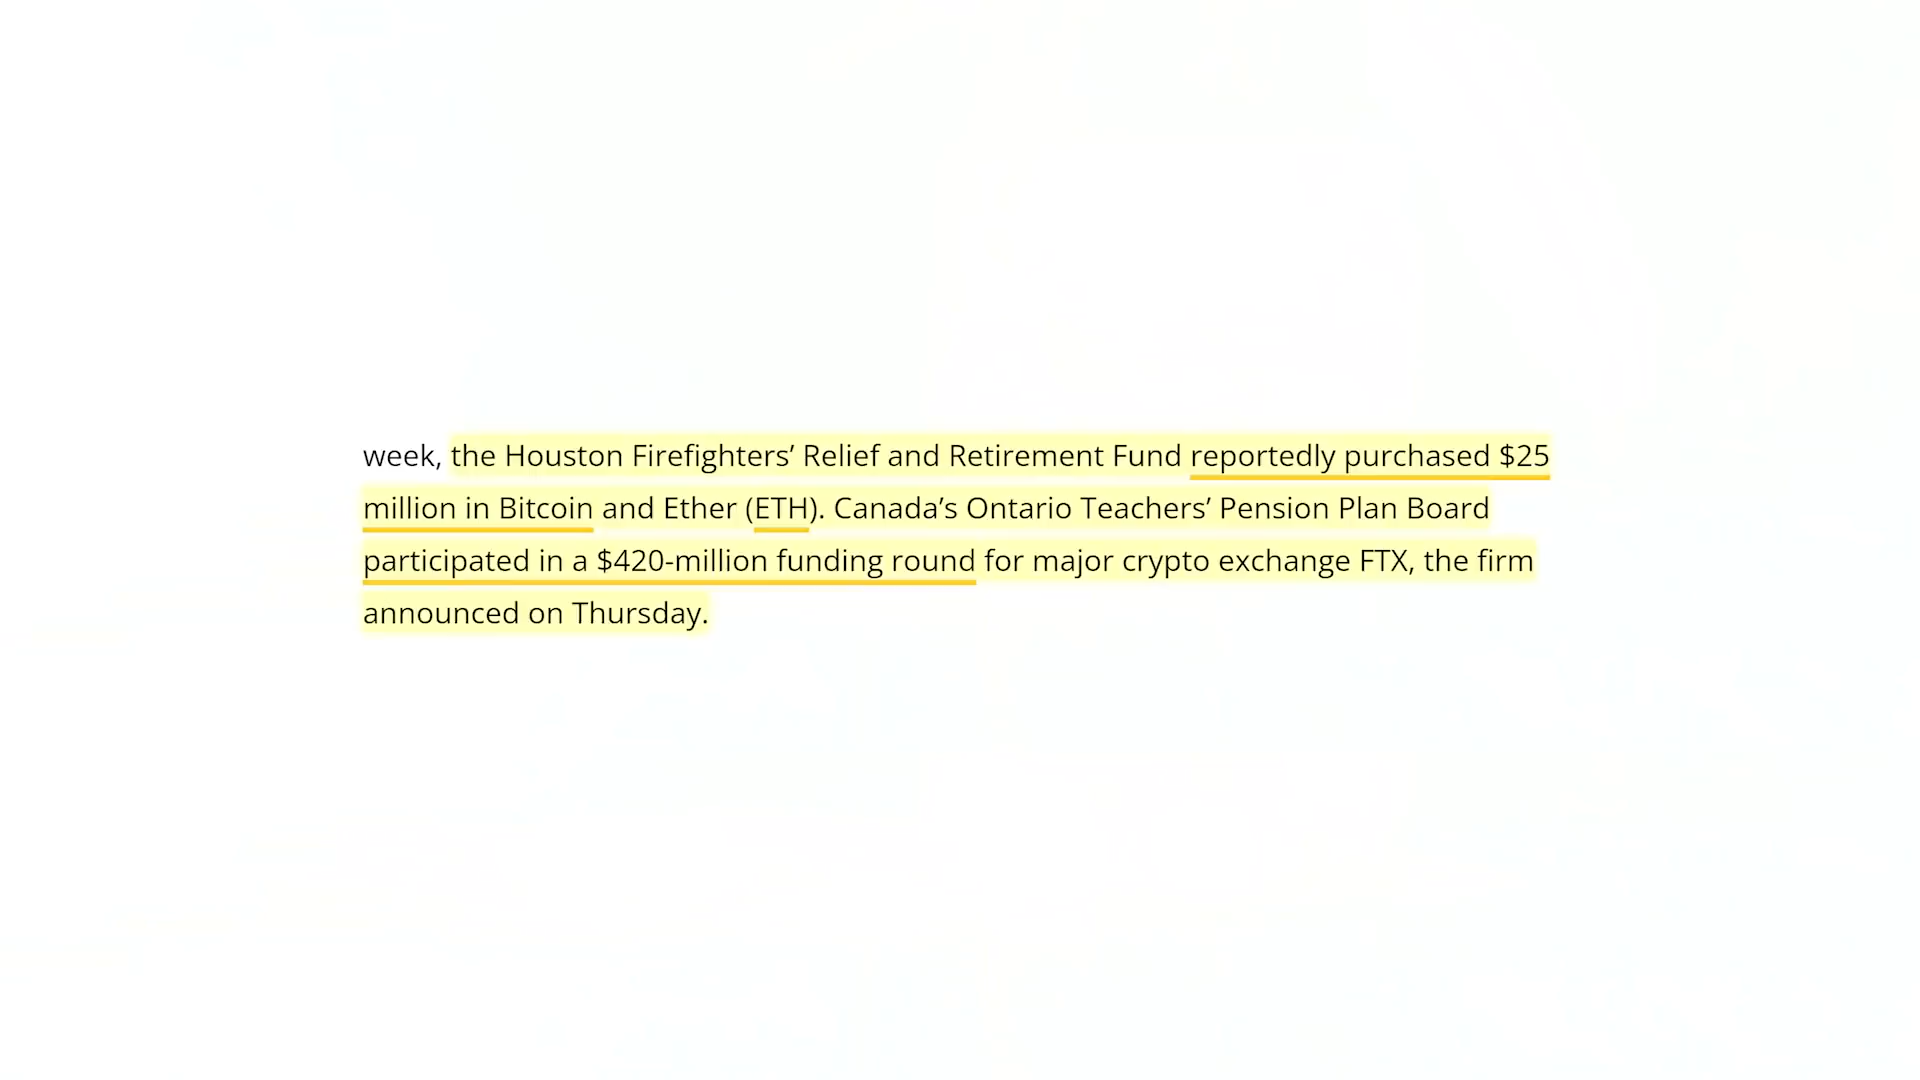 week, the Houston Firefighters’ Relief and Retirement Fund reportedly purchased $25
million in Bitcoin and Ether (ETH). Canada’s Ontario Teachers’ Pension Plan Board
participated in a $420-million funding round for major crypto exchange FTX, the firm
announced on Thursday.